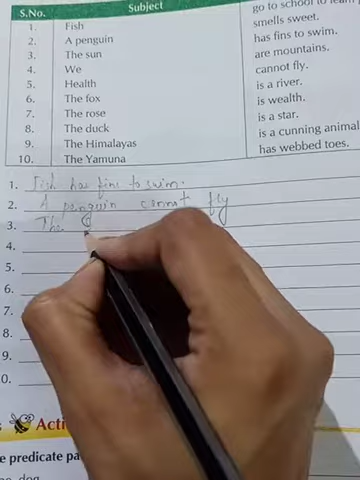 S.No. Subject
1. Fish go to school to learn
2. A penguin smells sweet.
3. The sun has fins to swim.
4. We are mountains.
5. Health cannot fly.
6. The fox is a river.
7. The rose is wealth.
8. The duck is a star.
9. The Himalayas is a cunning animal
10. The Yamuna has webbed toes.
1. Fish has fins to swim.
2. A penguin cannot fly
3. The
4.
5.
6.
7.
8.
9.
0.
Acti
e predicate pa
dog